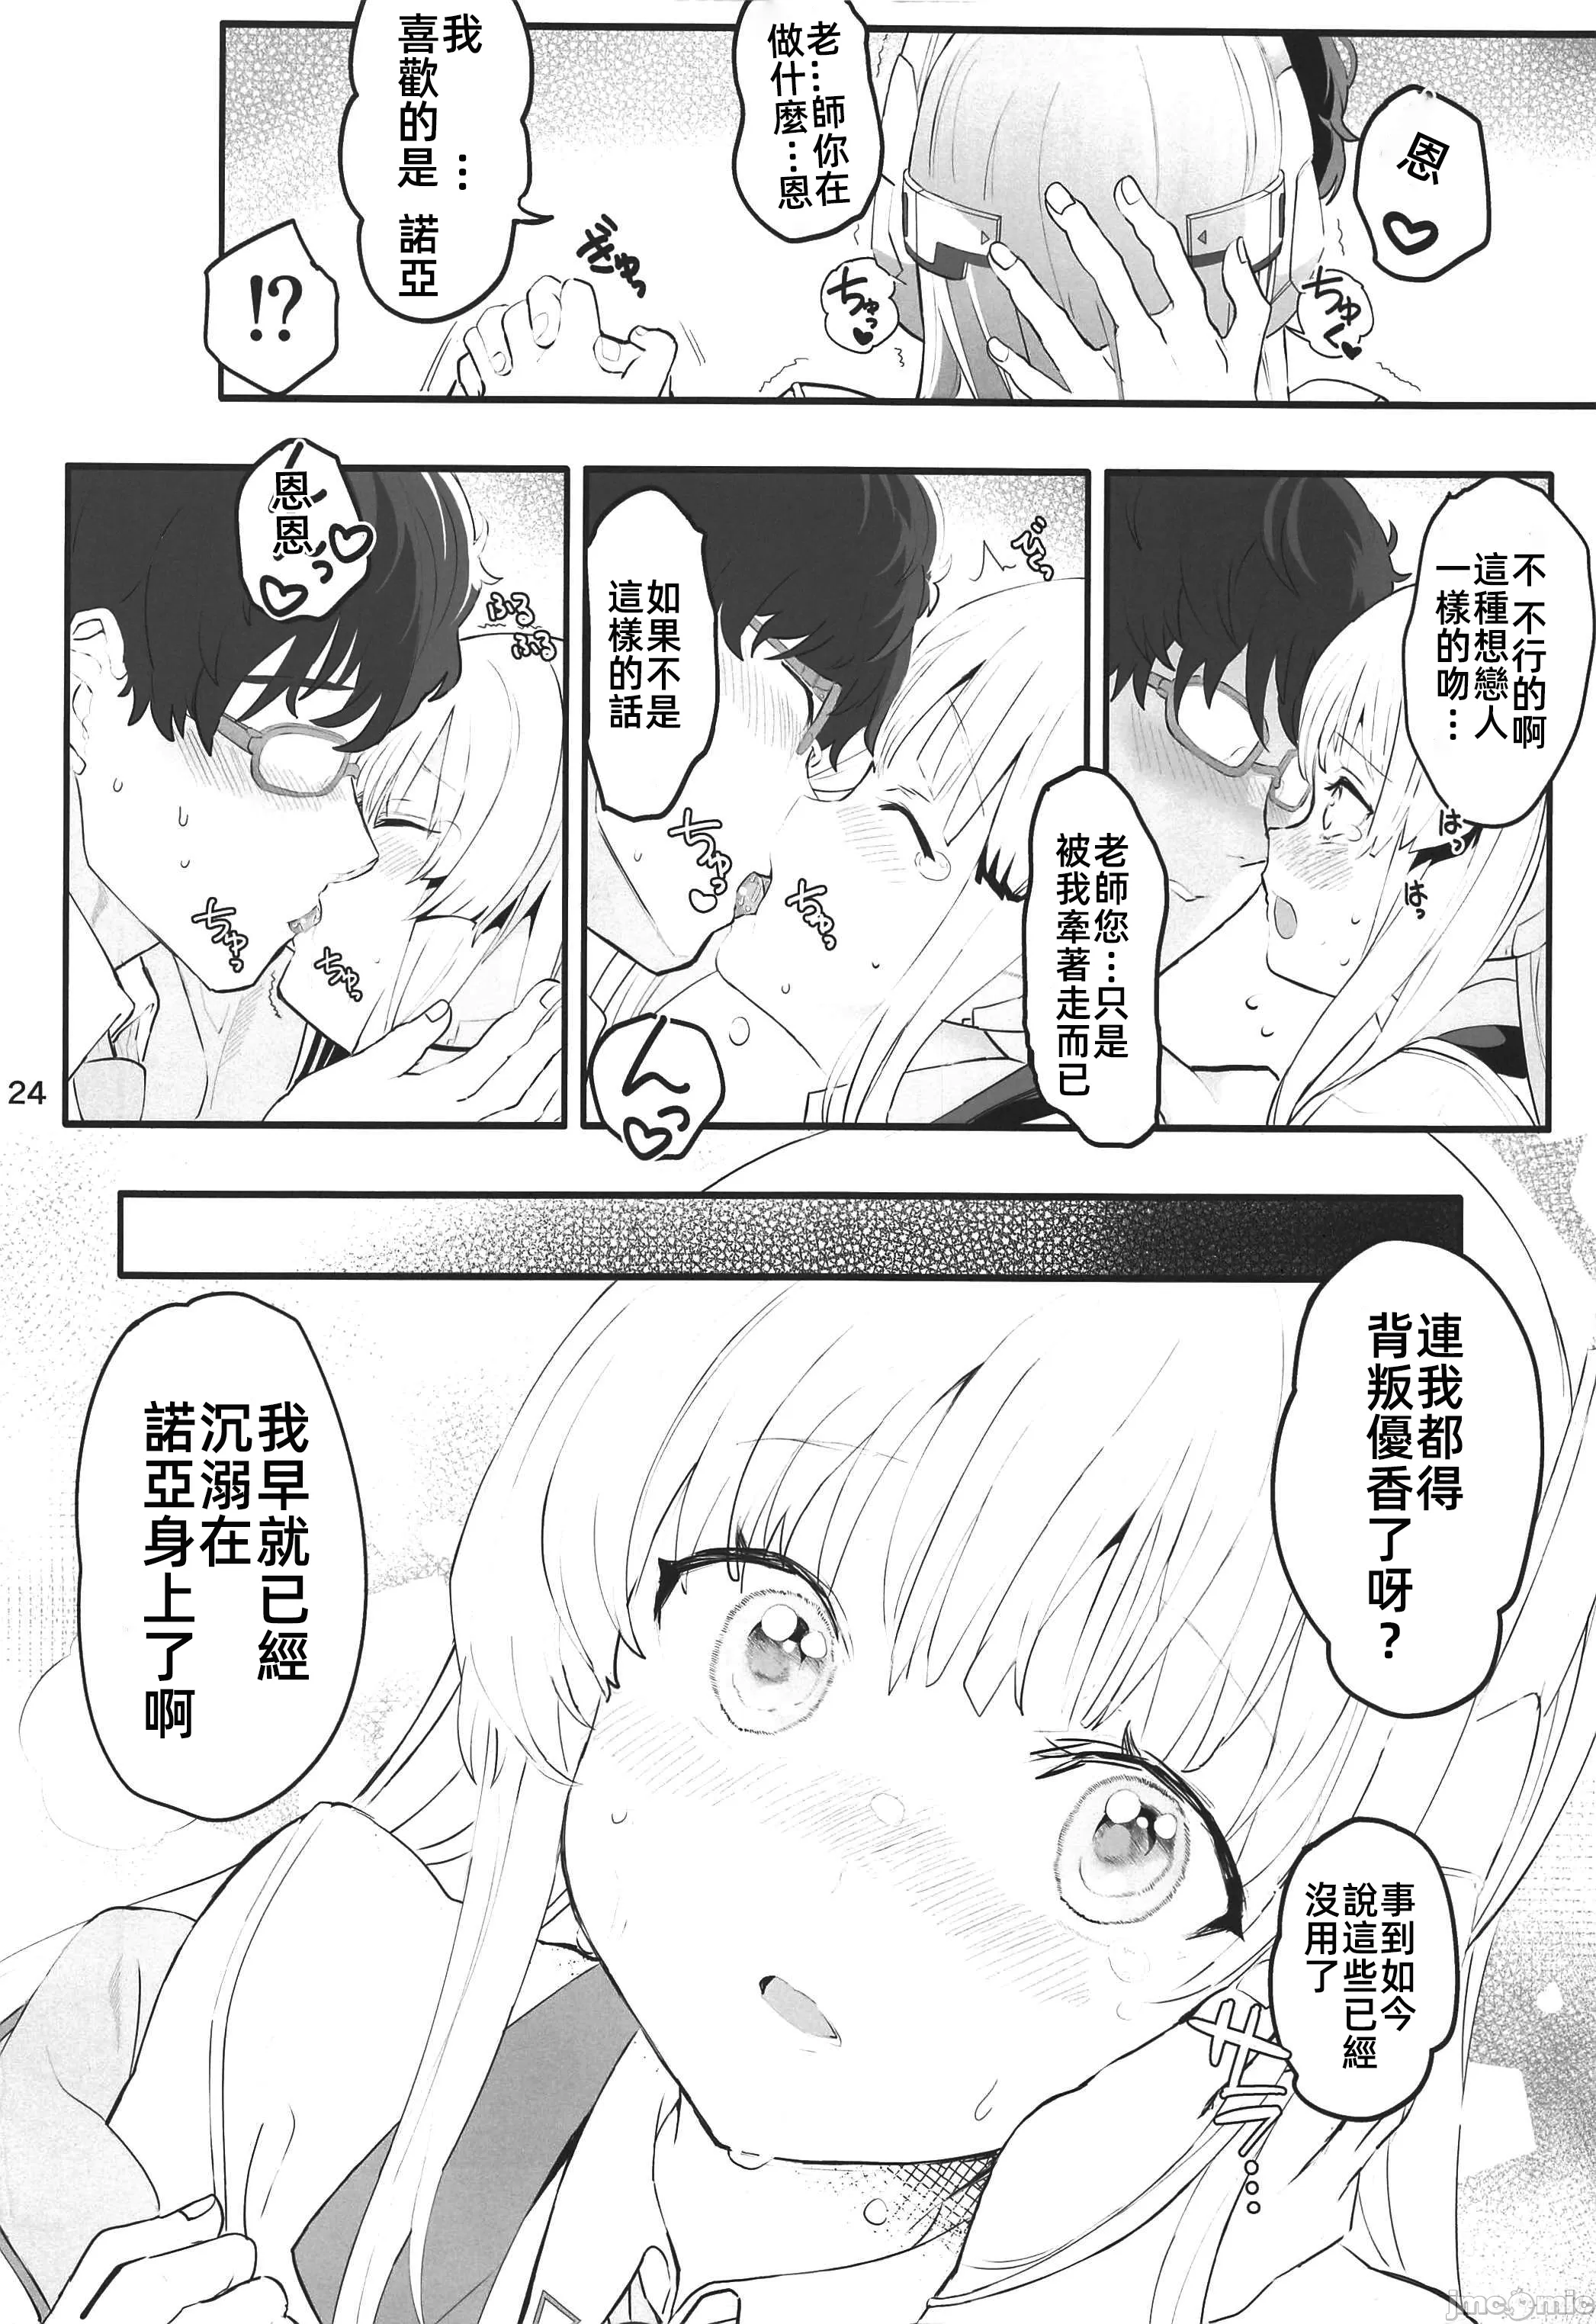 恩♡
ちゅく♡
老…師你在
做什麼…恩
ちゅっ♡
ぎゅっ
我…
喜歡的是 諾亞
!?
不 不行的啊
這種想戀人
一樣的吻…
はっ
はっ
老師您…只是
被我牽著走而已
びくっ
如果不是
這樣的話
ちゅっ
ちゅっ
んっ♡
恩恩っ♡♡
ふるふる
ちゅっ
ちゅっ
24
連我都得
背叛優香了呀?
事到如今
說這些已經
沒用了
我早就已經
沉溺在
諾亞身上了啊
jmcomic